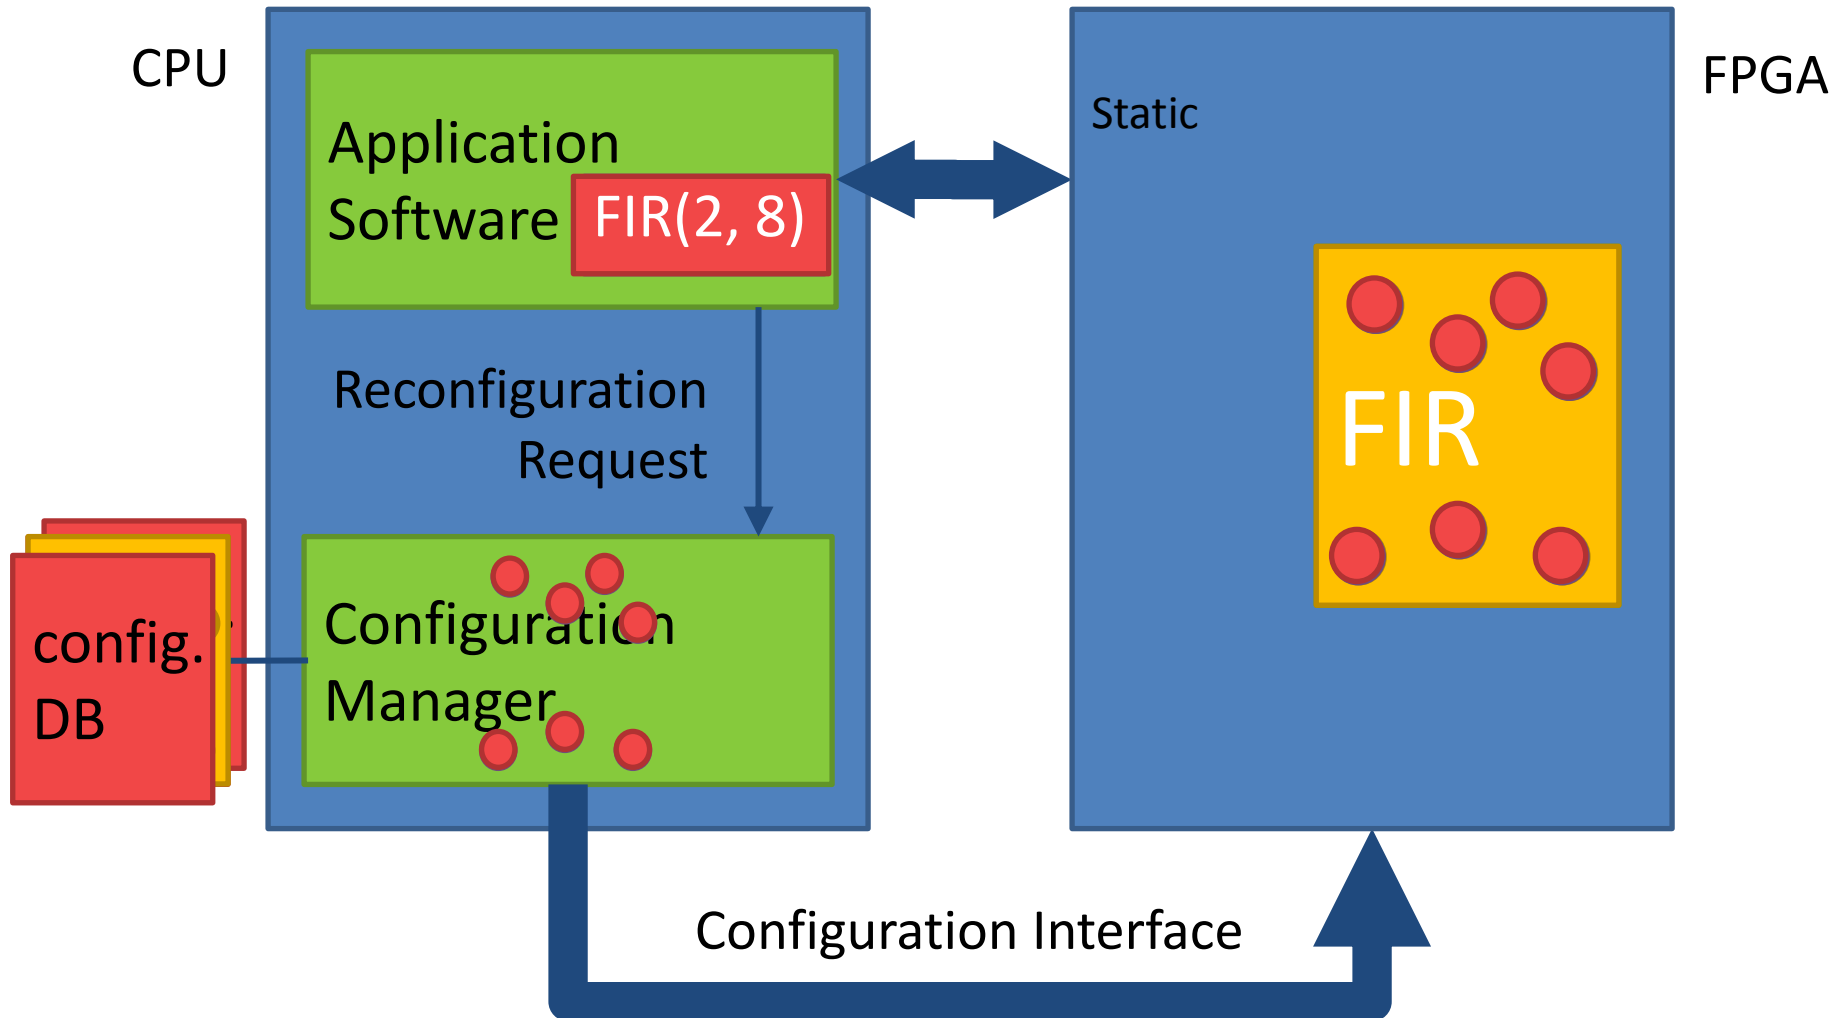 CPU
FPGA
Application
Software
FIR(2, 8)
Static
Reconfiguration
Request
FIR
Configuration
Manager
config.
DB
Configuration Interface